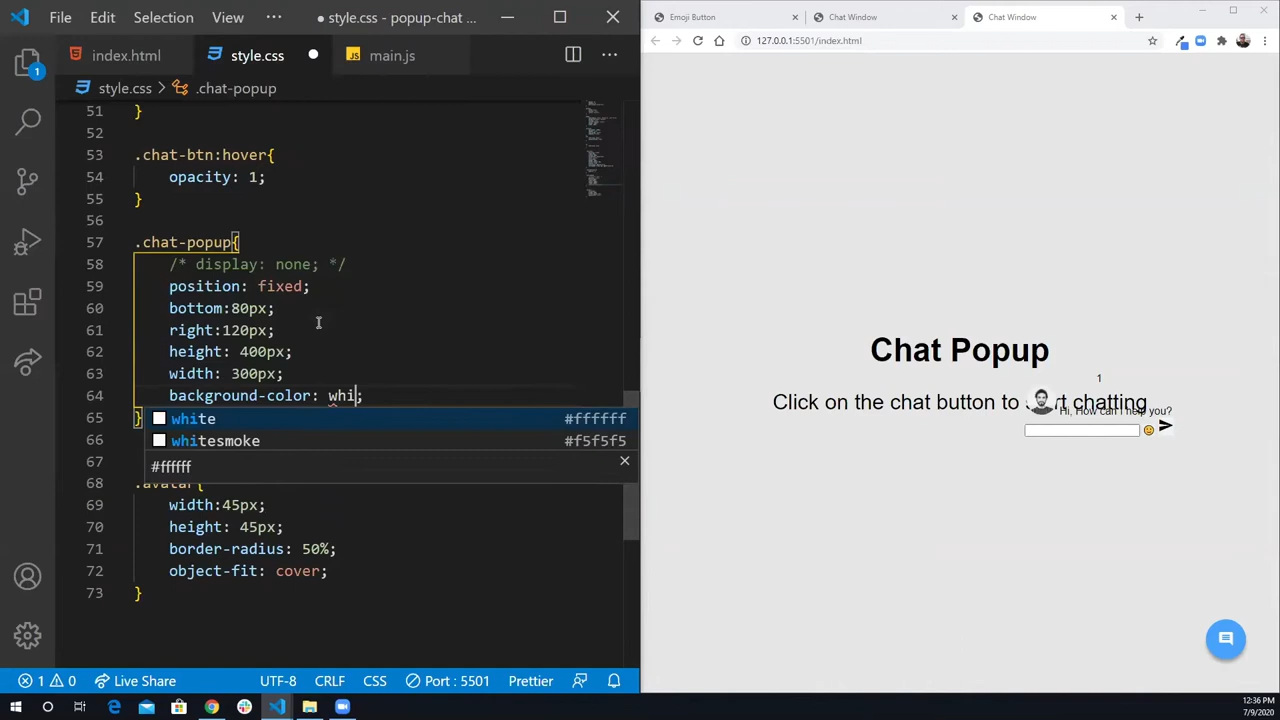 File Edit Selection View ··· ● style.css - popup-chat ...
index.html style.css ● main.js
style.css > .chat-popup
51 }
52
53 .chat-btn:hover{
54 opacity: 1;
55 }
56
57 .chat-popup{
58 /* display: none; */
59 position: fixed;
60 bottom:80px;
61 right:120px;
62 height: 400px;
63 width: 300px;
64 background-color: whi;
65 }
white #ffffff
66
whitesmoke #f5f5f5
67
#ffffff
68 .avatar{
69 width:45px;
70 height: 45px;
71 border-radius: 50%;
72 object-fit: cover;
73 }
1
1 0 Live Share UTF-8 CRLF CSS Port : 5501 Prettier
Emoji Button
Chat Window
Chat Window
127.0.0.1:5501/index.html
Chat Popup
1
Click on the chat button to start chatting
Hi, How can I help you?
12:36 PM
7/9/2020